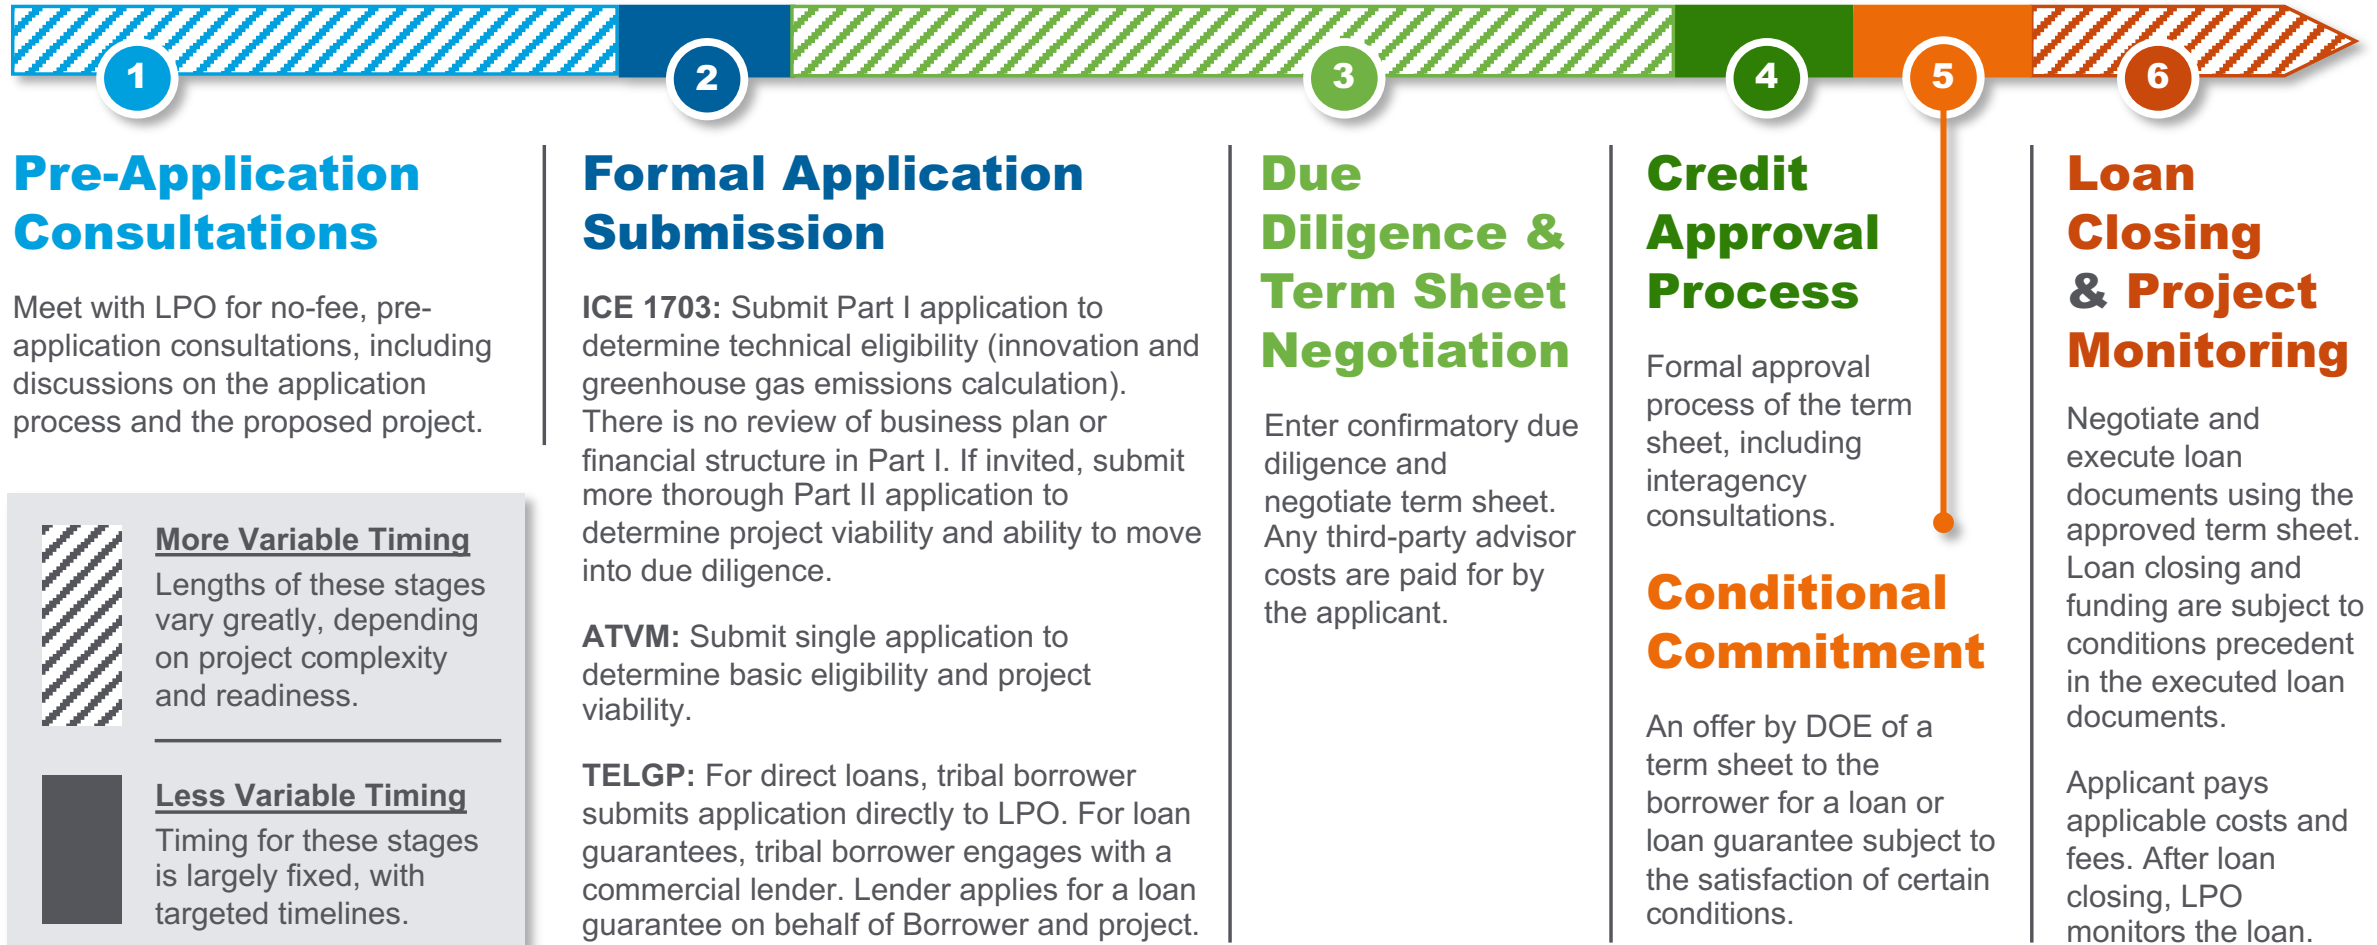 1
2
3
4
5
6
Pre-Application
Consultations
Meet with LPO for no-fee, pre-
application consultations, including
discussions on the application
process and the proposed project.
More Variable Timing
Lengths of these stages
vary greatly, depending
on project complexity
and readiness.
Less Variable Timing
Timing for these stages
is largely fixed, with
targeted timelines.
Formal Application
Submission
ICE 1703: Submit Part I application to
determine technical eligibility (innovation and
greenhouse gas emissions calculation).
There is no review of business plan or
financial structure in Part I. If invited, submit
more thorough Part II application to
determine project viability and ability to move
into due diligence.
ATVM: Submit single application to
determine basic eligibility and project
viability.
TELGP: For direct loans, tribal borrower
submits application directly to LPO. For loan
guarantees, tribal borrower engages with a
commercial lender. Lender applies for a loan
guarantee on behalf of Borrower and project.
Due
Diligence &
Term Sheet
Negotiation
Enter confirmatory due
diligence and
negotiate term sheet.
Any third-party advisor
costs are paid for by
the applicant.
Credit
Approval
Process
Formal approval
process of the term
sheet, including
interagency
consultations.
Conditional
Commitment
An offer by DOE of a
term sheet to the
borrower for a loan or
loan guarantee subject to
the satisfaction of certain
conditions.
Loan
Closing
& Project
Monitoring
Negotiate and
execute loan
documents using the
approved term sheet.
Loan closing and
funding are subject to
conditions precedent
in the executed loan
documents.
Applicant pays
applicable costs and
fees. After loan
closing, LPO
monitors the loan.